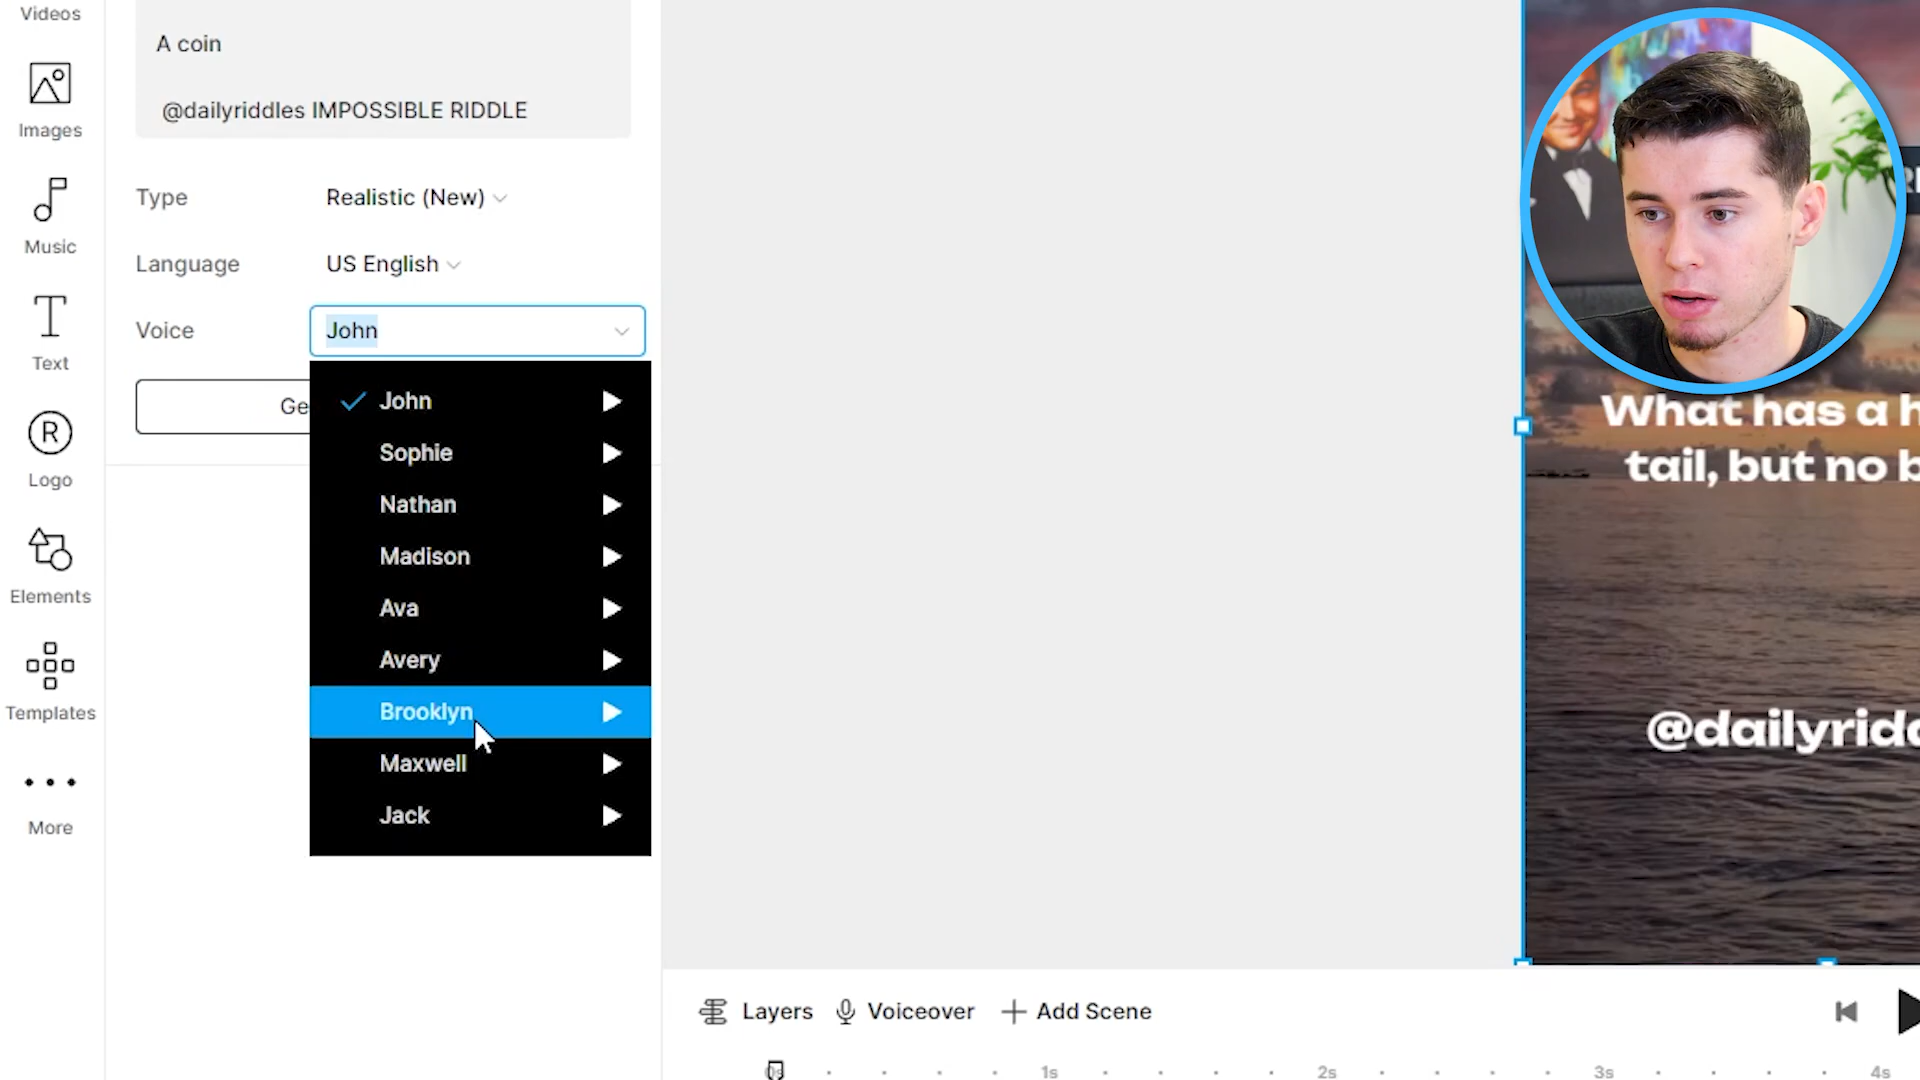 Videos
Images
Music
Text
Logo
Elements
Templates
More
A coin
@dailyriddles IMPOSSIBLE RIDDLE
Type
Realistic (New)
Language
US English
Voice
John
Ge
John
Sophie
Nathan
Madison
Ava
Avery
Brooklyn
Maxwell
Jack
What has a h
tail, but no b
@dailyridd
Layers
Voiceover
+ Add Scene
1s
2s
3s
4s